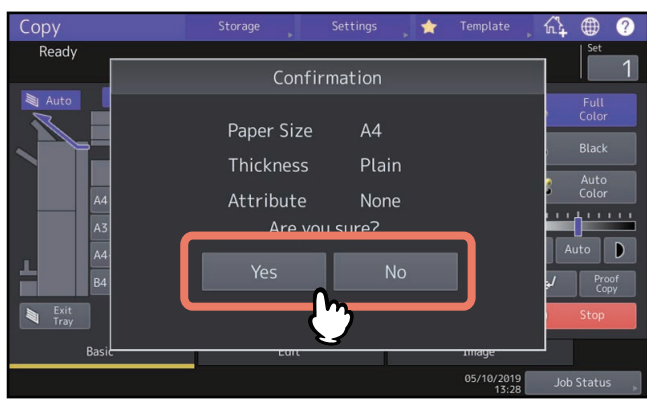 Copy
Storage
Settings
Template
?
Ready
Set
1
Confirmation
Auto
Full
Color
Paper Size A4
Thickness Plain
Black
Attribute None
Auto
Color
A4
Are you sure?
A3
A4
Auto
Yes
No
B4
Proof
Copy
Exit
Tray
Stop
Basic
Edit
Image
05/10/2019
13:28
Job Status